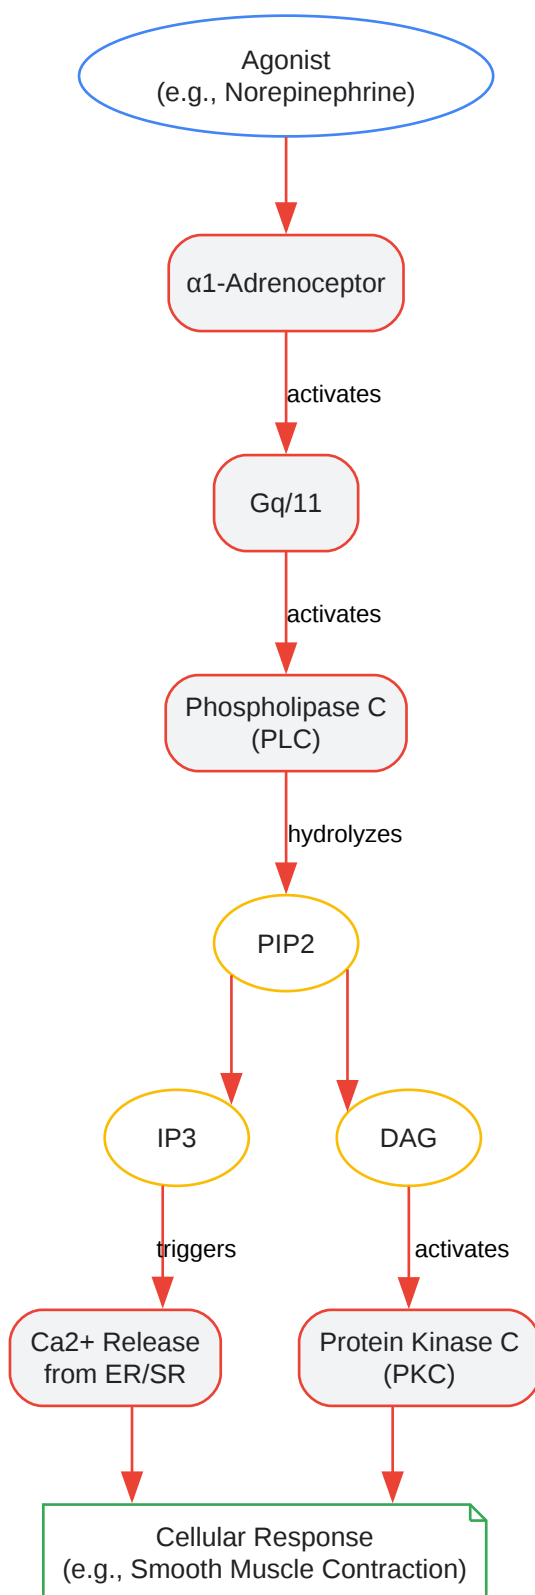 Agonist
(e.g., Norepinephrine)
α1-Adrenoceptor
activates
Gq/11
activates
Phospholipase C
(PLC)
hydrolyzes
PIP2
IP3
DAG
triggers
activates
Ca2+ Release
from ER/SR
Protein Kinase C
(PKC)
Cellular Response
(e.g., Smooth Muscle Contraction)